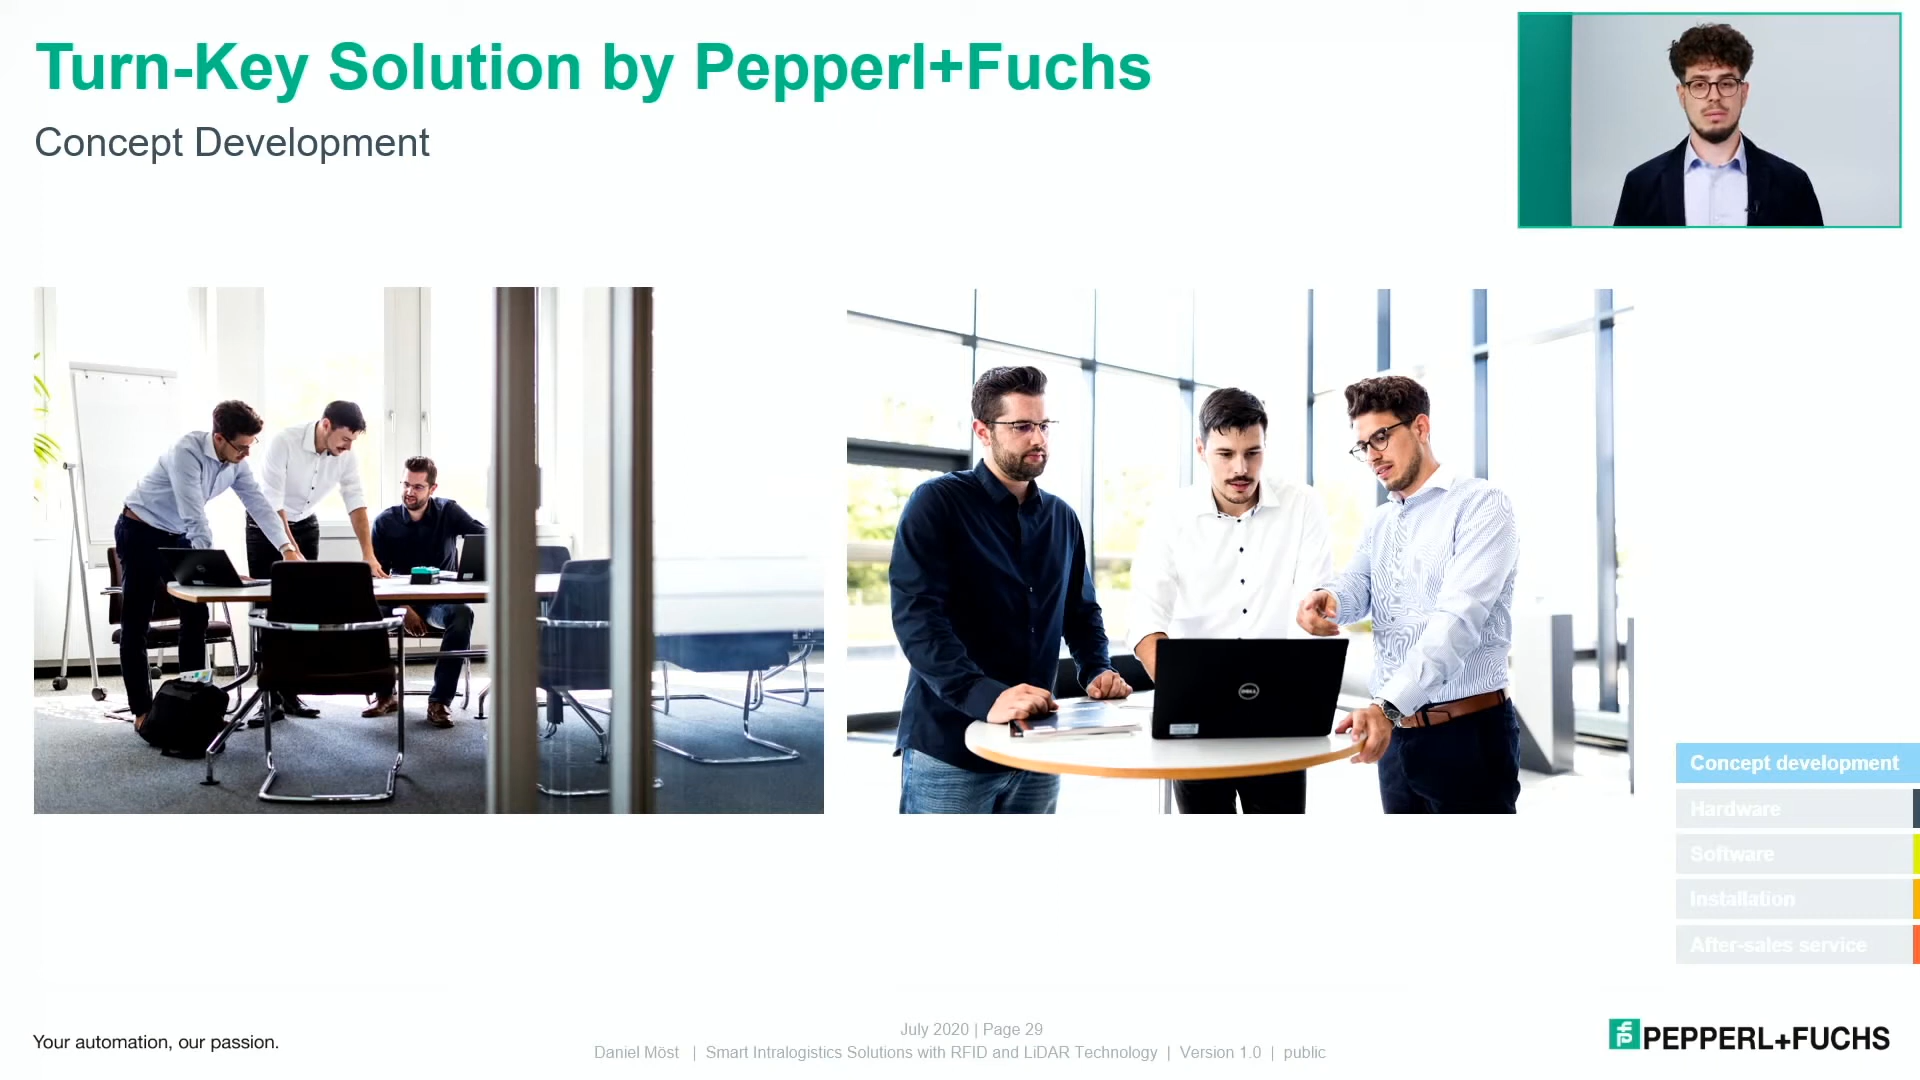 Turn-Key Solution by Pepperl+Fuchs
Concept Development
DELL
Concept development
Hardware
Software
Installation
After-sales service
July 2020 | Page 29
Your automation, our passion.
Daniel Möst | Smart Intralogistics Solutions with RFID and LiDAR Technology | Version 1.0 | public
PEPPERL+FUCHS